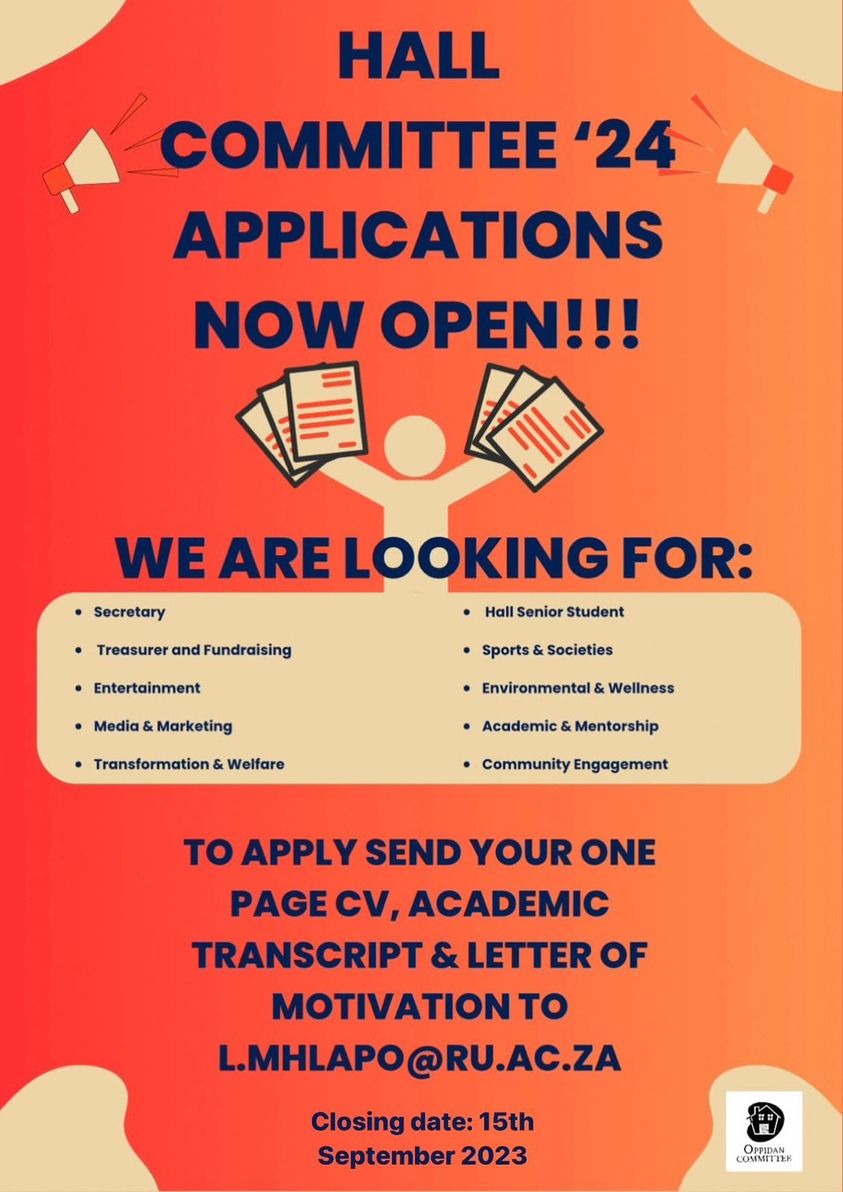 HALL
COMMITTEE ‘24
APPLICATIONS
NOW OPEN!!!
WE ARE LOOKING FOR:
• Secretary
• Treasurer and Fundraising
• Entertainment
• Media & Marketing
• Transformation & Welfare
• Hall Senior Student
• Sports & Societies
• Environmental & Wellness
• Academic & Mentorship
• Community Engagement
TO APPLY SEND YOUR ONE
PAGE CV, ACADEMIC
TRANSCRIPT & LETTER OF
MOTIVATION TO
L.MHLAPO@RU.AC.ZA
Closing date: 15th
September 2023
OPPIDAN
COMMITTEE